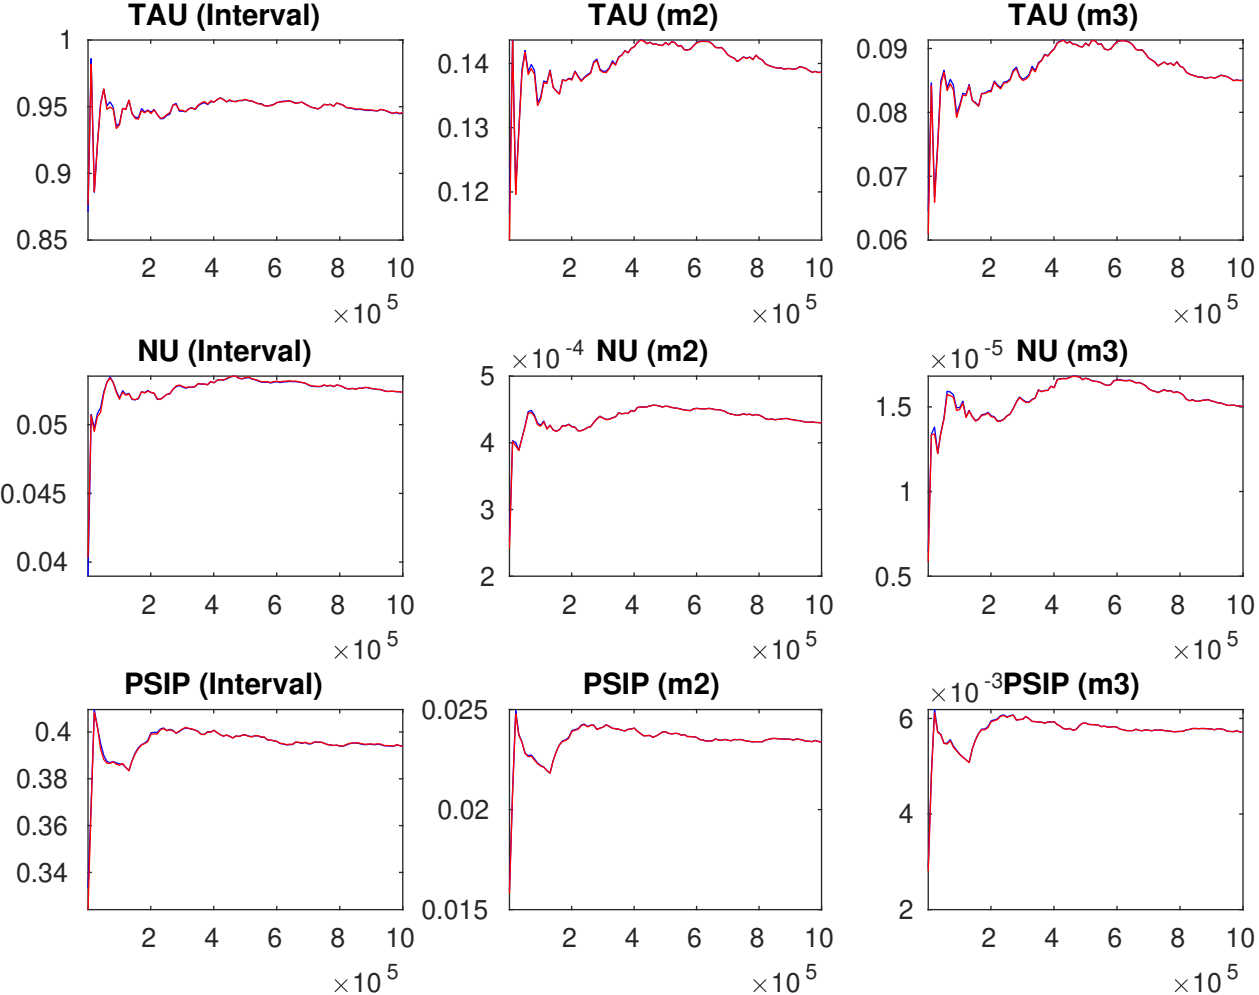 TAU (Interval)
1
0.95
0.9
0.85
2 4 6 8 10
×10 5
TAU (m2)
0.14
0.13
0.12
2 4 6 8 10
×10 5
TAU (m3)
0.09
0.08
0.07
0.06
2 4 6 8 10
×10 5
NU (Interval)
0.05
0.045
0.04
2 4 6 8 10
×10 5
×10 -4 NU (m2)
5
4
3
2
2 4 6 8 10
×10 5
×10 -5 NU (m3)
1.5
1
0.5
2 4 6 8 10
×10 5
PSIP (Interval)
0.4
0.38
0.36
0.34
2 4 6 8 10
×10 5
PSIP (m2)
0.025
0.02
0.015
2 4 6 8 10
×10 5
×10 -3 PSIP (m3)
6
4
2
2 4 6 8 10
×10 5